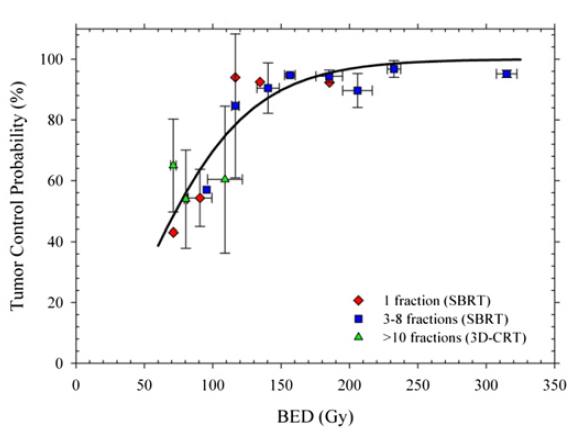 Tumor Control Probability (%)
100
80
60
40
20
0
1 fraction (SBRT)
3-8 fractions (SBRT)
>10 fractions (3D-CRT)
0 50 100 150 200 250 300 350
BED (Gy)